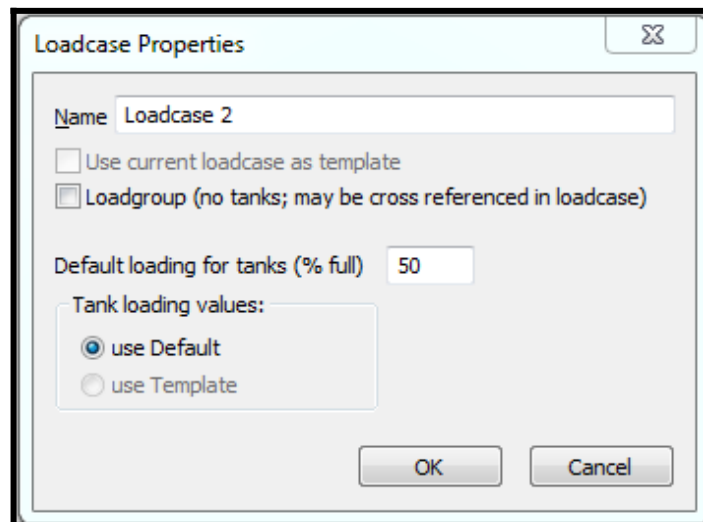 Loadcase Properties
Name Loadcase 2
Use current loadcase as template
Loadgroup (no tanks; may be cross referenced in loadcase)
Default loading for tanks (% full) 50
Tank loading values:
use Default
use Template
OK Cancel